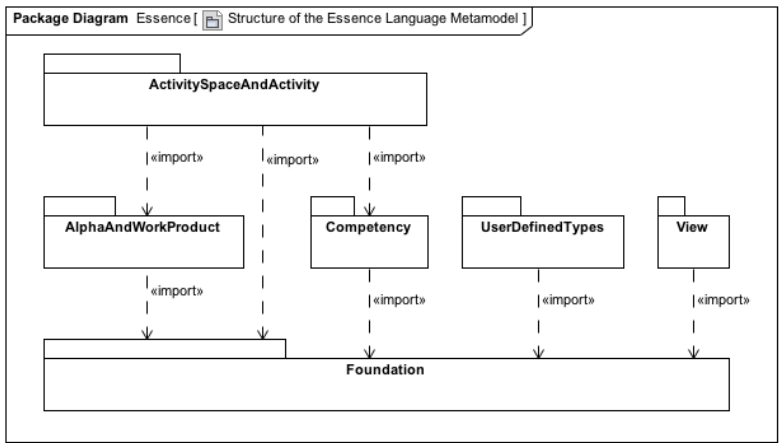 Package Diagram Essence[ Structure of the Essence Language Metamodel ]
ActivitySpaceAndActivity
«import» «import» «import»
AlphaAndWorkProduct Competency UserDefinedTypes View
«import» «import» «import» «import»
Foundation